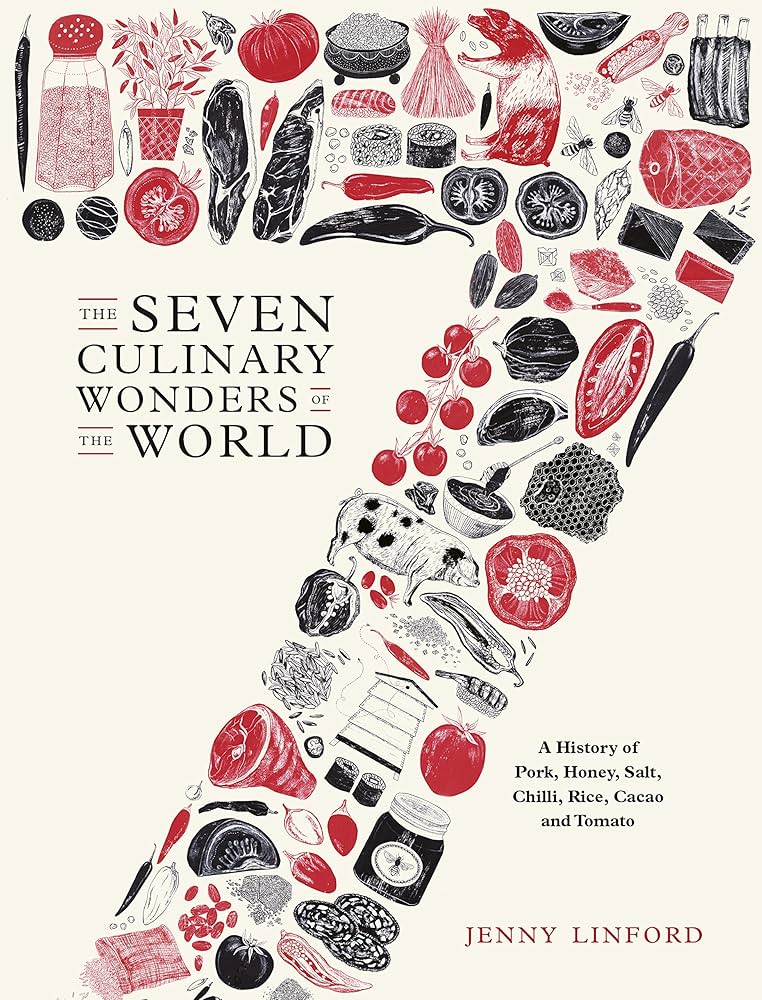 THE SEVEN
CULINARY
WONDERS OF
THE WORLD
A History of
Pork, Honey, Salt,
Chilli, Rice, Cacao
and Tomato
JENNY LINFORD